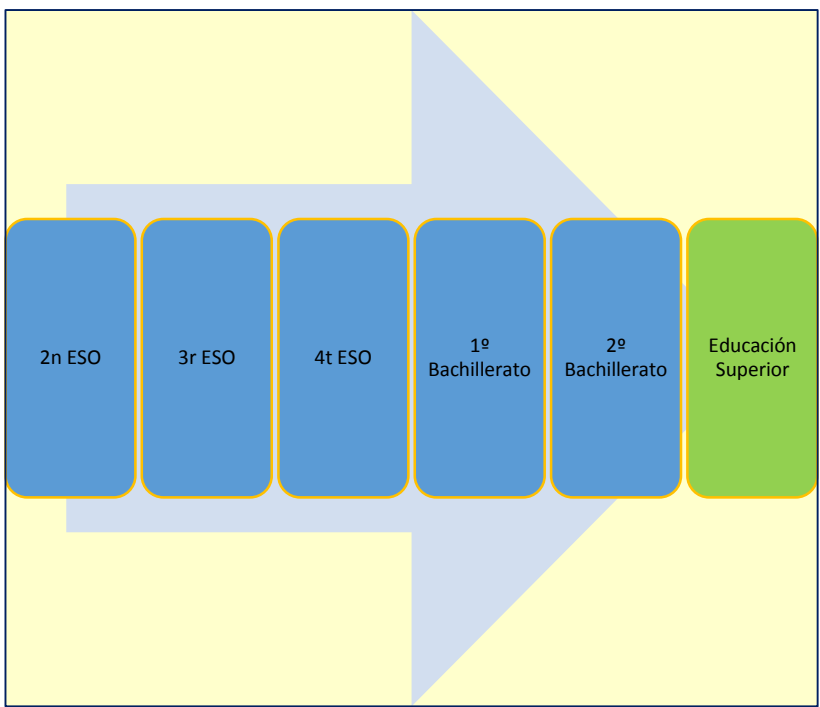 2n ESO
3r ESO
4t ESO
1º
Bachillerato
2º
Bachillerato
Educación
Superior